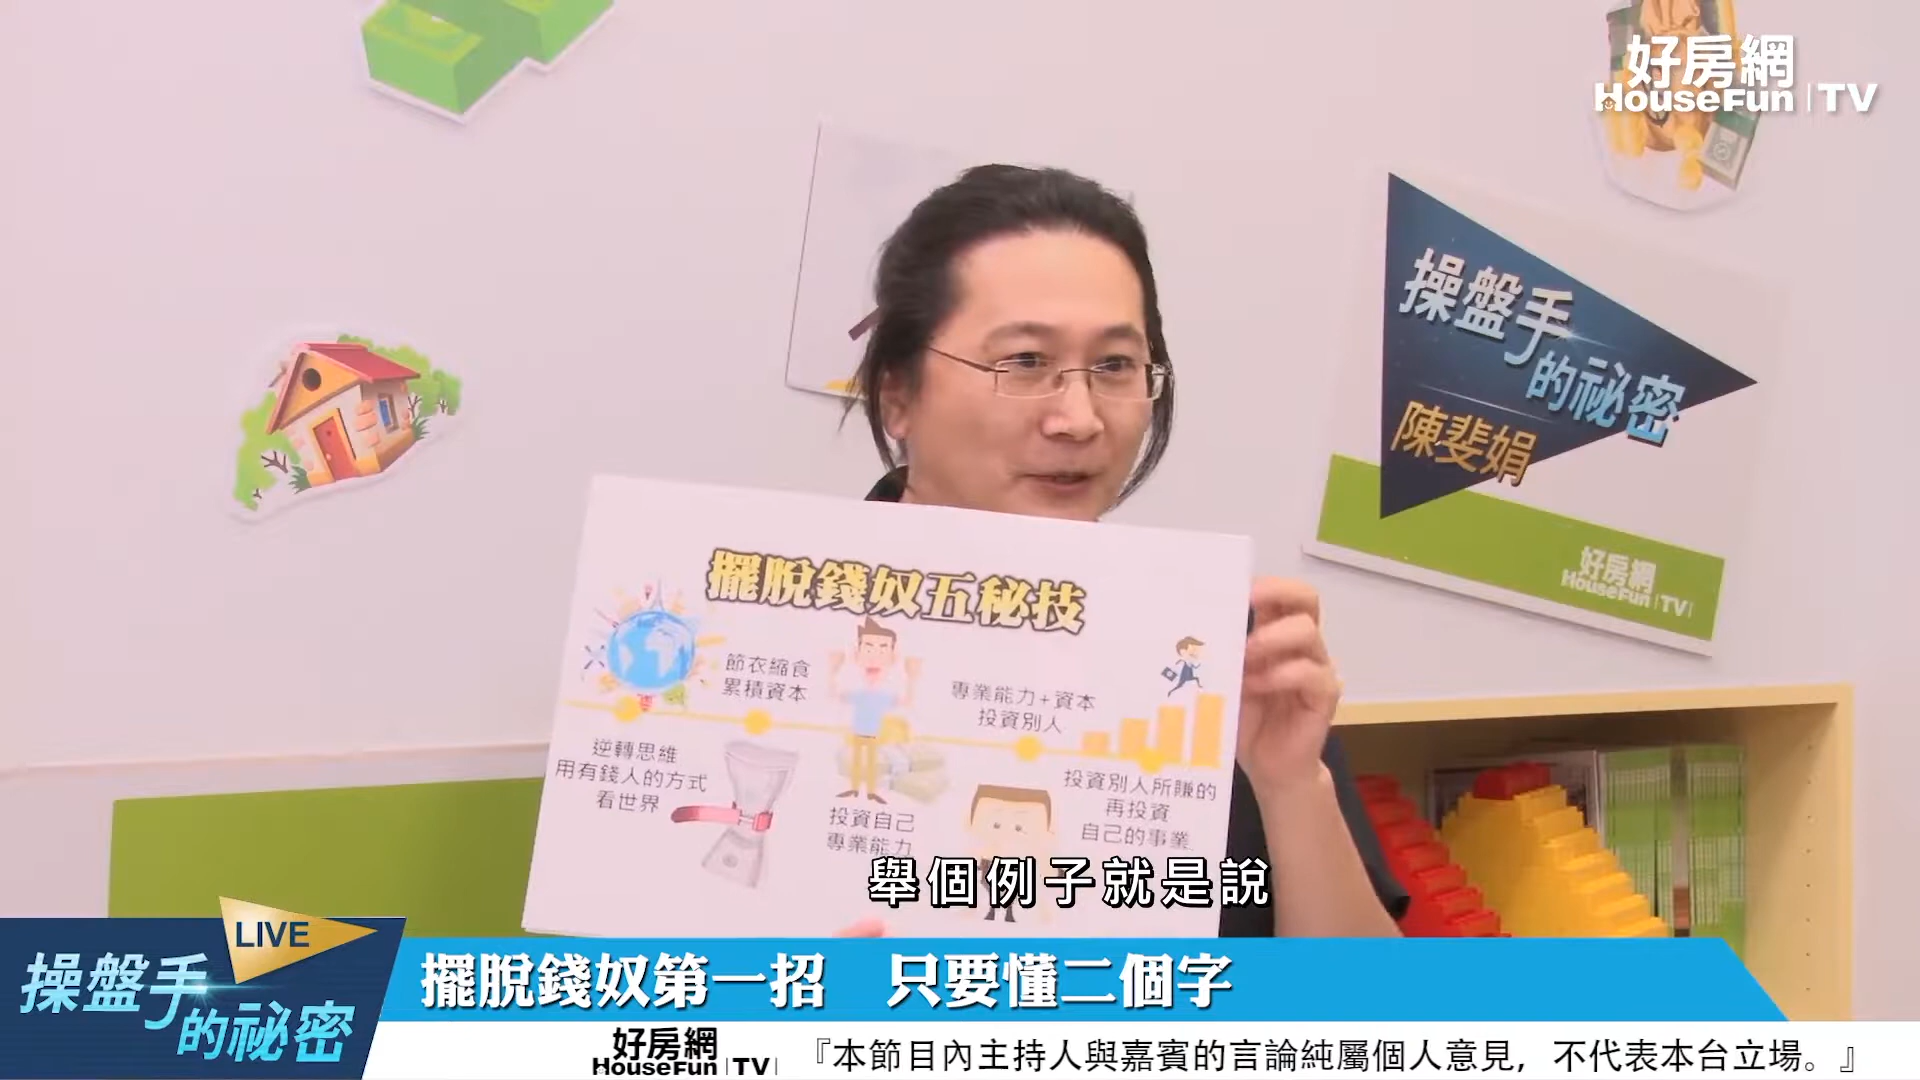 好房網
HouseFun TV
操盤手
的祕密
陳斐娟
好房網
HouseFun TV
擺脫錢奴五秘技
節衣縮食
累積資本
專業能力+資本
投資別人
逆轉思維
用有錢人的方式
看世界
投資自己
專業能力
投資別人所賺的
再投資
自己的事業
舉個例子就是說
LIVE
操盤手
的祕密
擺脫錢奴第一招 只要懂二個字
好房網
HouseFun TV
『本節目內主持人與嘉賓的言論純屬個人意見，不代表本台立場。』